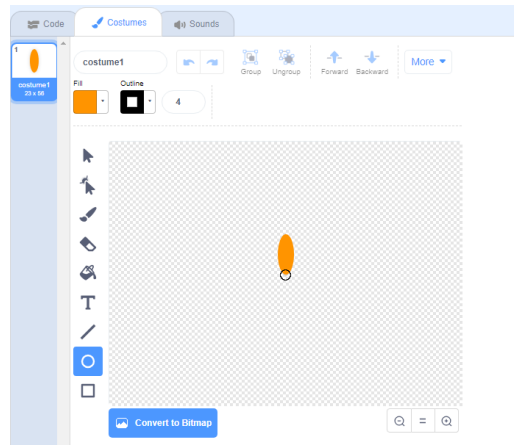 Code Costumes Sounds
1
costume1
23 x 56
costume1
Group Ungroup Forward Backward More
Fill Outline
4
T
Convert to Bitmap
=